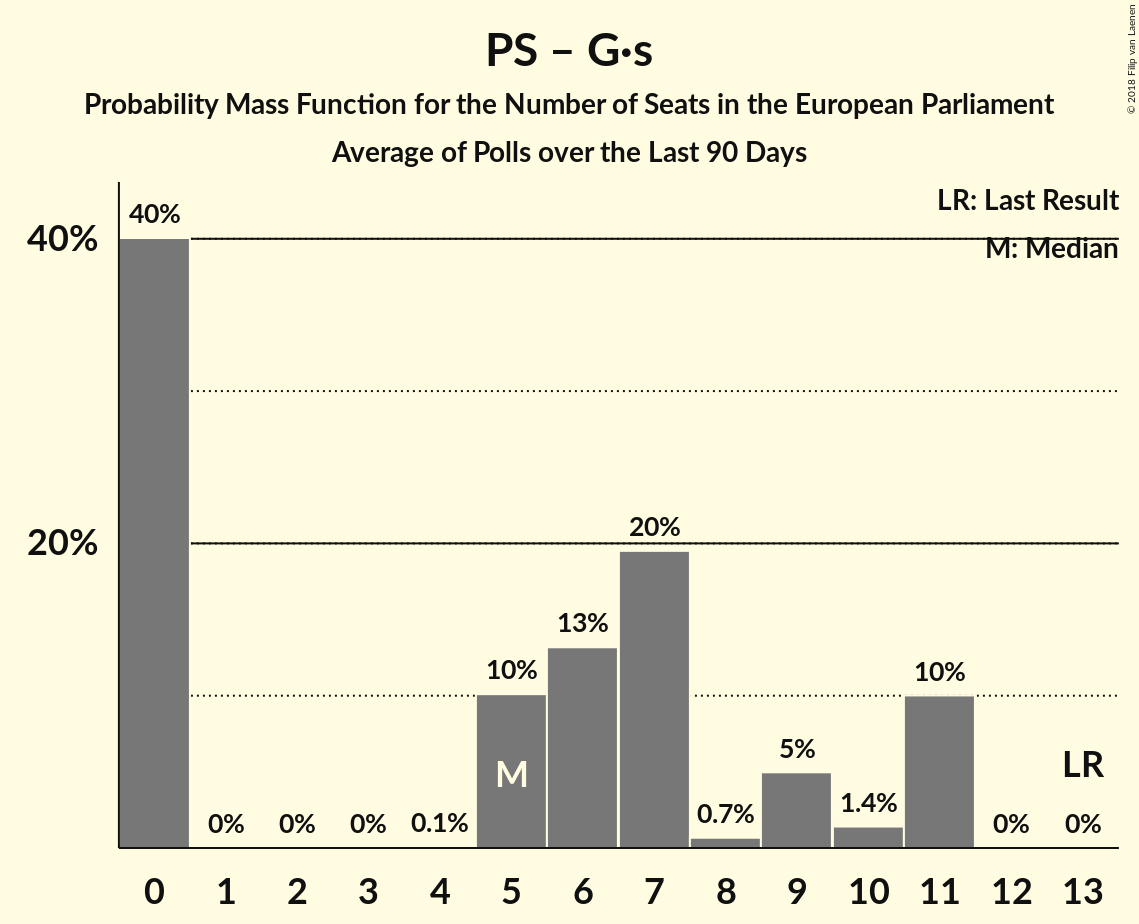 PS – G·s
Probability Mass Function for the Number of Seats in the European Parliament
Average of Polls over the Last 90 Days
© 2018 Filip van Laenen
LR: Last Result
M: Median
40%
20%
40%
0%
0%
0%
0.1%
10%
13%
20%
0.7%
5%
1.4%
10%
0%
0%
M
LR
0 1 2 3 4 5 6 7 8 9 10 11 12 13